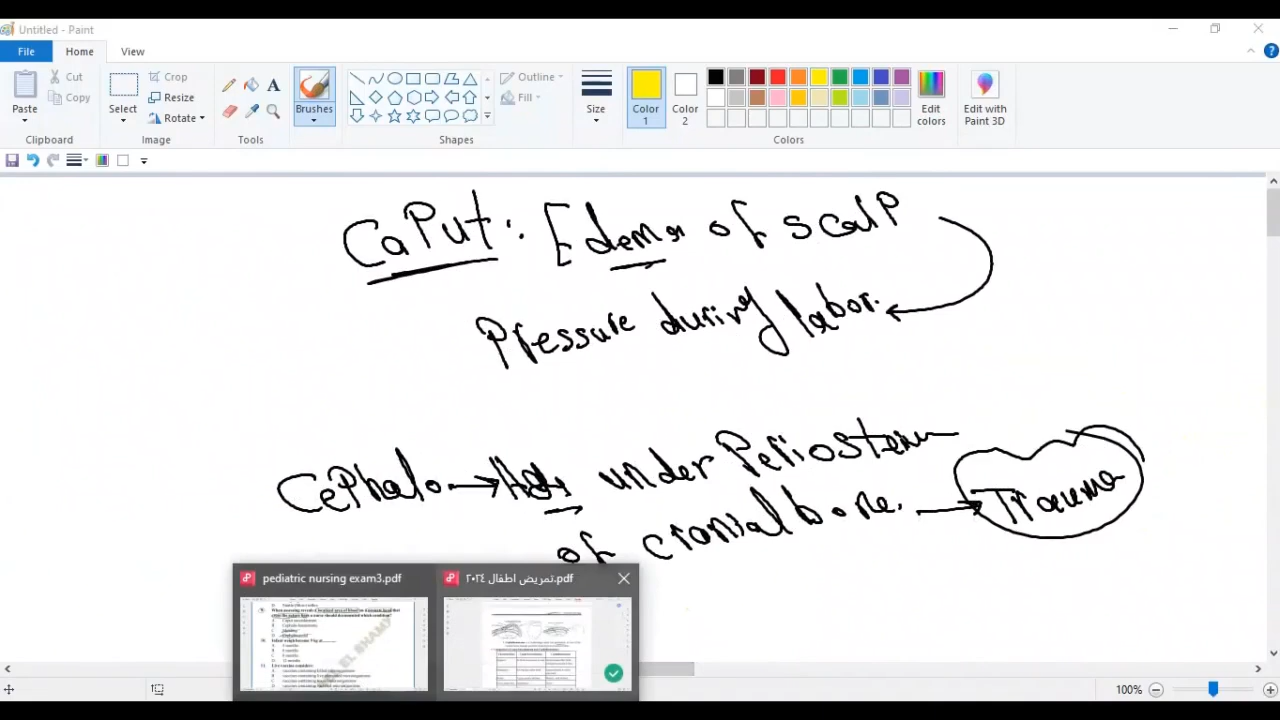 Untitled - Paint
File Home View
Paste
Cut
Copy
Clipboard
Select
Crop
Resize
Rotate
Image
Tools
Brushes
Shapes
Outline
Fill
Size
Color 1
Color 2
Edit colors
Edit with Paint 3D
Colors
Caput: Edema of scalp
Pressure during labor.
Cephalo under Periosteum
of cranial bone. Trauma
pediatric nursing exam3.pdf
تمريض اطفال ٢٠٢٤.pdf
100%